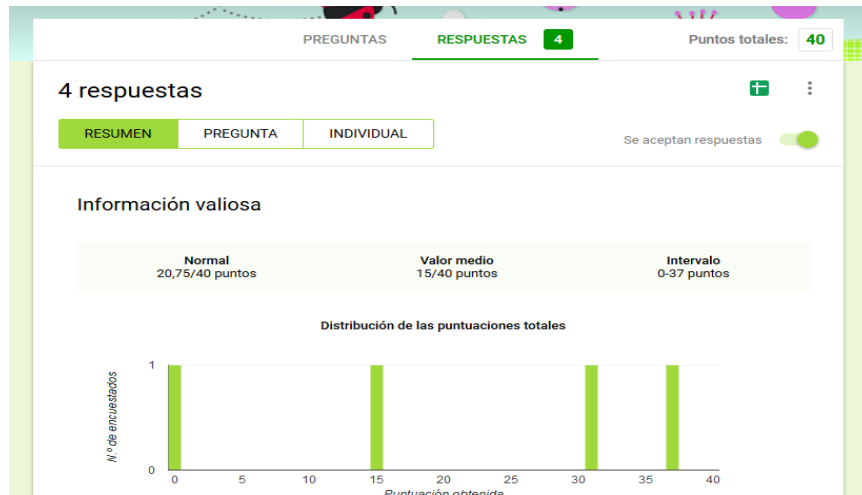 PREGUNTAS RESPUESTAS 4 Puntos totales: 40
4 respuestas
RESUMEN PREGUNTA INDIVIDUAL
Se aceptan respuestas
Información valiosa
Normal Valor medio Intervalo
20,75/40 puntos 15/40 puntos 0-37 puntos
Distribución de las puntuaciones totales
N.º de encuestados
1
0
0 5 10 15 20 25 30 35 40
Puntuación obtenida